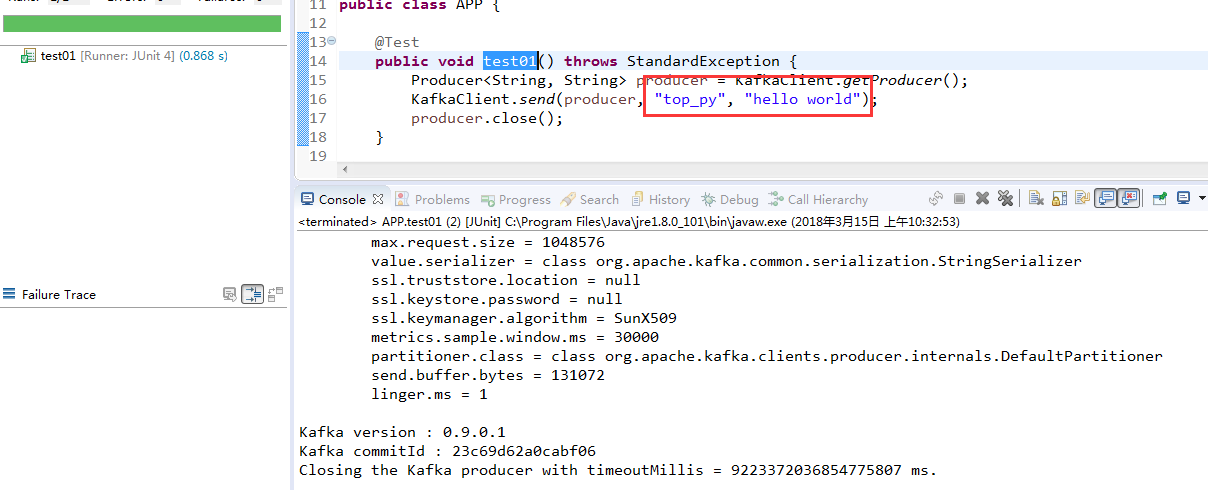 test01 [Runner: JUnit 4] (0.868 s)
Failure Trace
11 public class APP {
12
13 @Test
14 public void test01() throws StandardException {
15 Producer<String, String> producer = KafkaClient.getProducer();
16 KafkaClient.send(producer, "top_py", "hello world");
17 producer.close();
18 }
19
Console Problems Progress Search History Debug Call Hierarchy
<terminated> APP.test01 (2) [JUnit] C:\Program Files\Java\jre1.8.0_101\bin\javaw.exe (2018年3月15日 上午10:32:53)
max.request.size = 1048576
value.serializer = class org.apache.kafka.common.serialization.StringSerializer
ssl.truststore.location = null
ssl.keystore.password = null
ssl.keymanager.algorithm = SunX509
metrics.sample.window.ms = 30000
partitioner.class = class org.apache.kafka.clients.producer.internals.DefaultPartitioner
send.buffer.bytes = 131072
linger.ms = 1
Kafka version : 0.9.0.1
Kafka commitId : 23c69d62a0cabf06
Closing the Kafka producer with timeoutMillis = 9223372036854775807 ms.